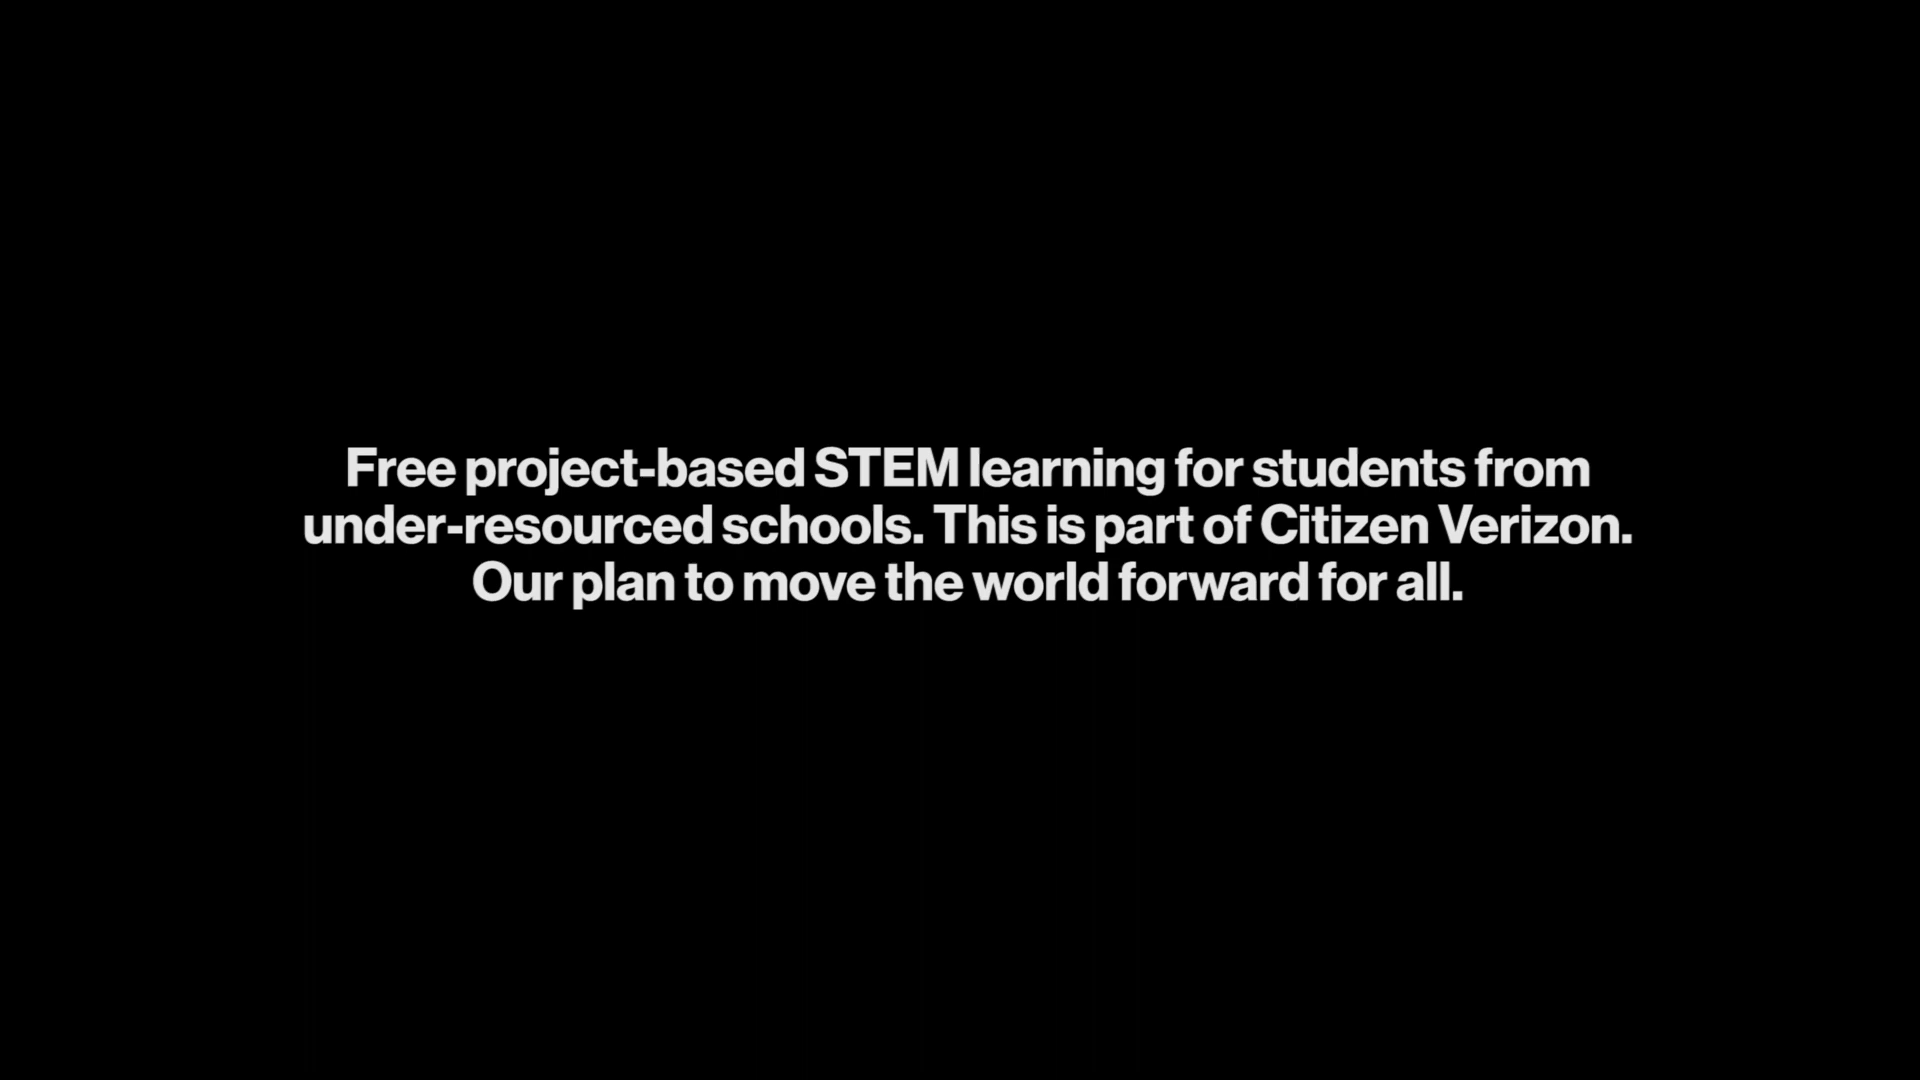 Free project-based STEM learning for students from
under-resourced schools. This is part of Citizen Verizon.
Our plan to move the world forward for all.